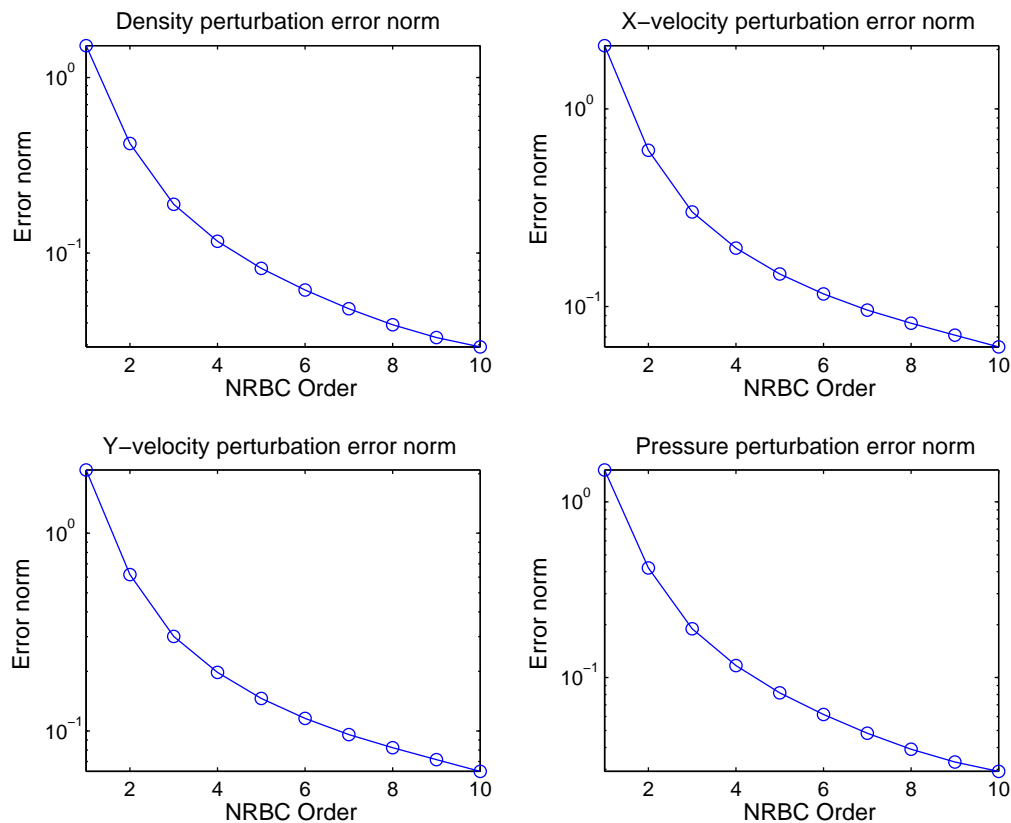 Density perturbation error norm
Error norm
10^0
10^−1
2 4 6 8 10
NRBC Order
X−velocity perturbation error norm
Error norm
10^0
10^−1
2 4 6 8 10
NRBC Order
Y−velocity perturbation error norm
Error norm
10^0
10^−1
2 4 6 8 10
NRBC Order
Pressure perturbation error norm
Error norm
10^0
10^−1
2 4 6 8 10
NRBC Order